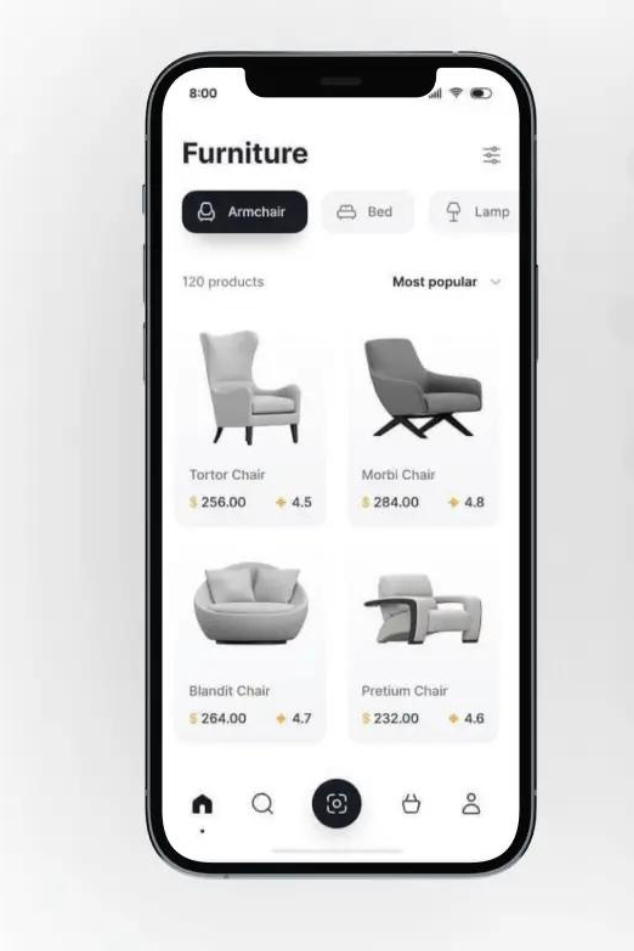 8:00
Furniture
Armchair Bed Lamp
120 products Most popular
Tortor Chair Morbi Chair
$ 256.00 4.5 $ 284.00 4.8
Blandit Chair Pretium Chair
$ 264.00 4.7 $ 232.00 4.6